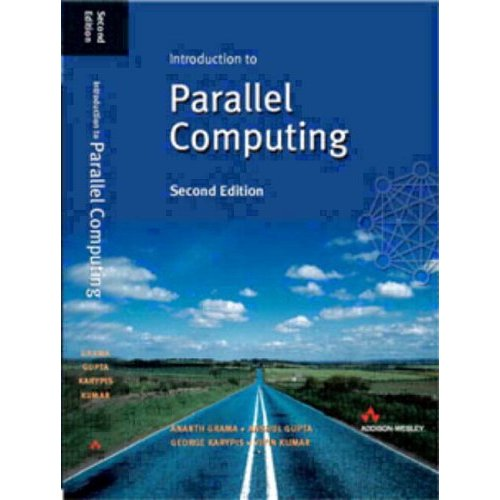 Second
Edition
Introduction to Parallel Computing
GRAMA
GUPTA
KARYPIS
KUMAR
Introduction to
Parallel
Computing
Second Edition
ANANTH GRAMA • ANSHUL GUPTA
GEORGE KARYPIS • VIPIN KUMAR
ADDISON-WESLEY